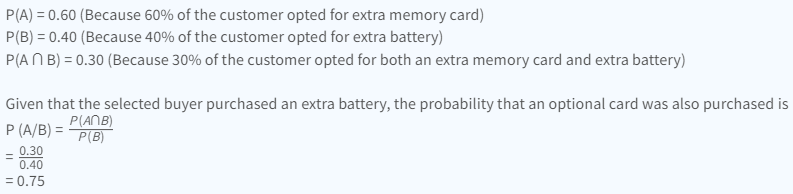 P(A) = 0.60 (Because 60% of the customer opted for extra memory card)
P(B) = 0.40 (Because 40% of the customer opted for extra battery)
P(A ∩ B) = 0.30 (Because 30% of the customer opted for both an extra memory card and extra battery)
Given that the selected buyer purchased an extra battery, the probability that an optional card was also purchased is
P (A/B) = P(A∩B) / P(B)
= 0.30 / 0.40
= 0.75